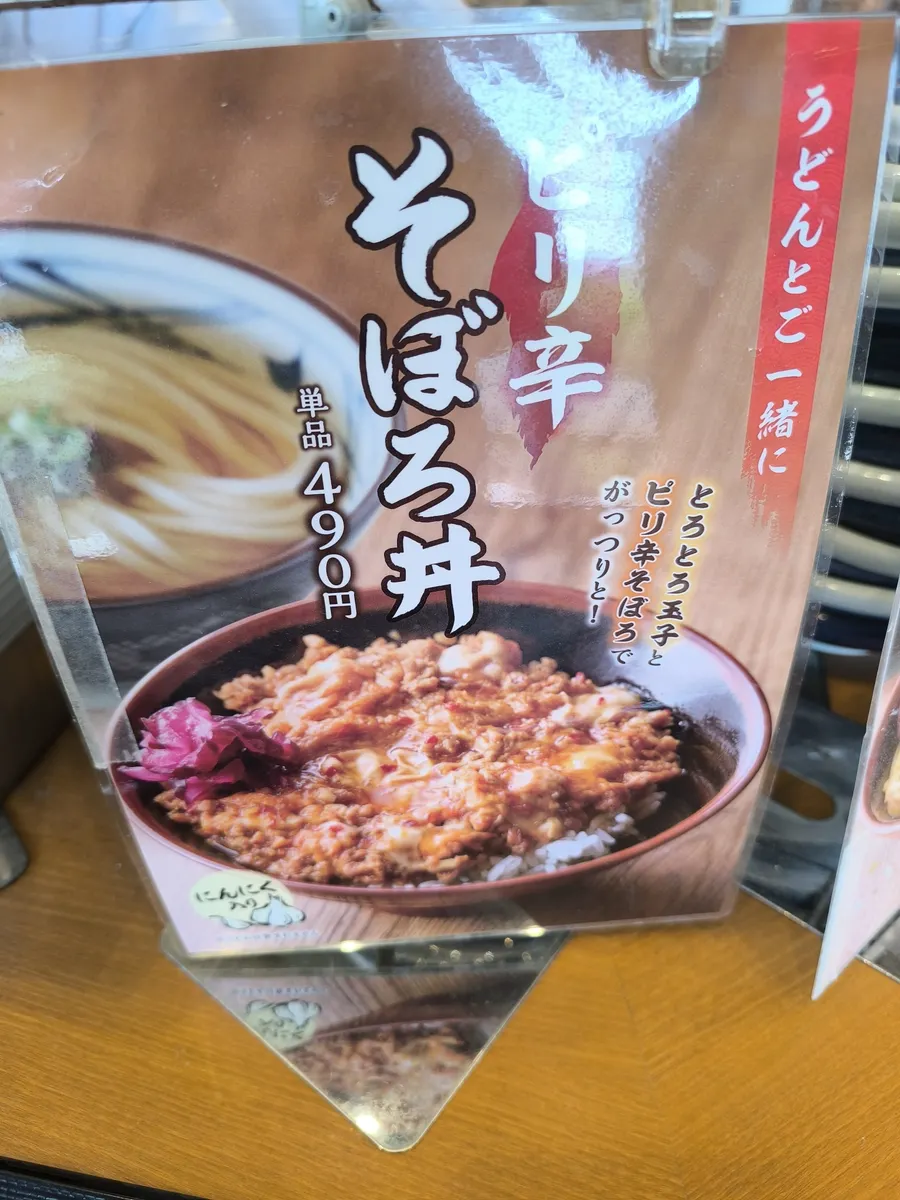 うどんとご一緒に
ピリ辛
そぼろ丼
単品490円
とろとろ玉子と
ピリ辛そぼろで
がっつりと！
にんにく
入り